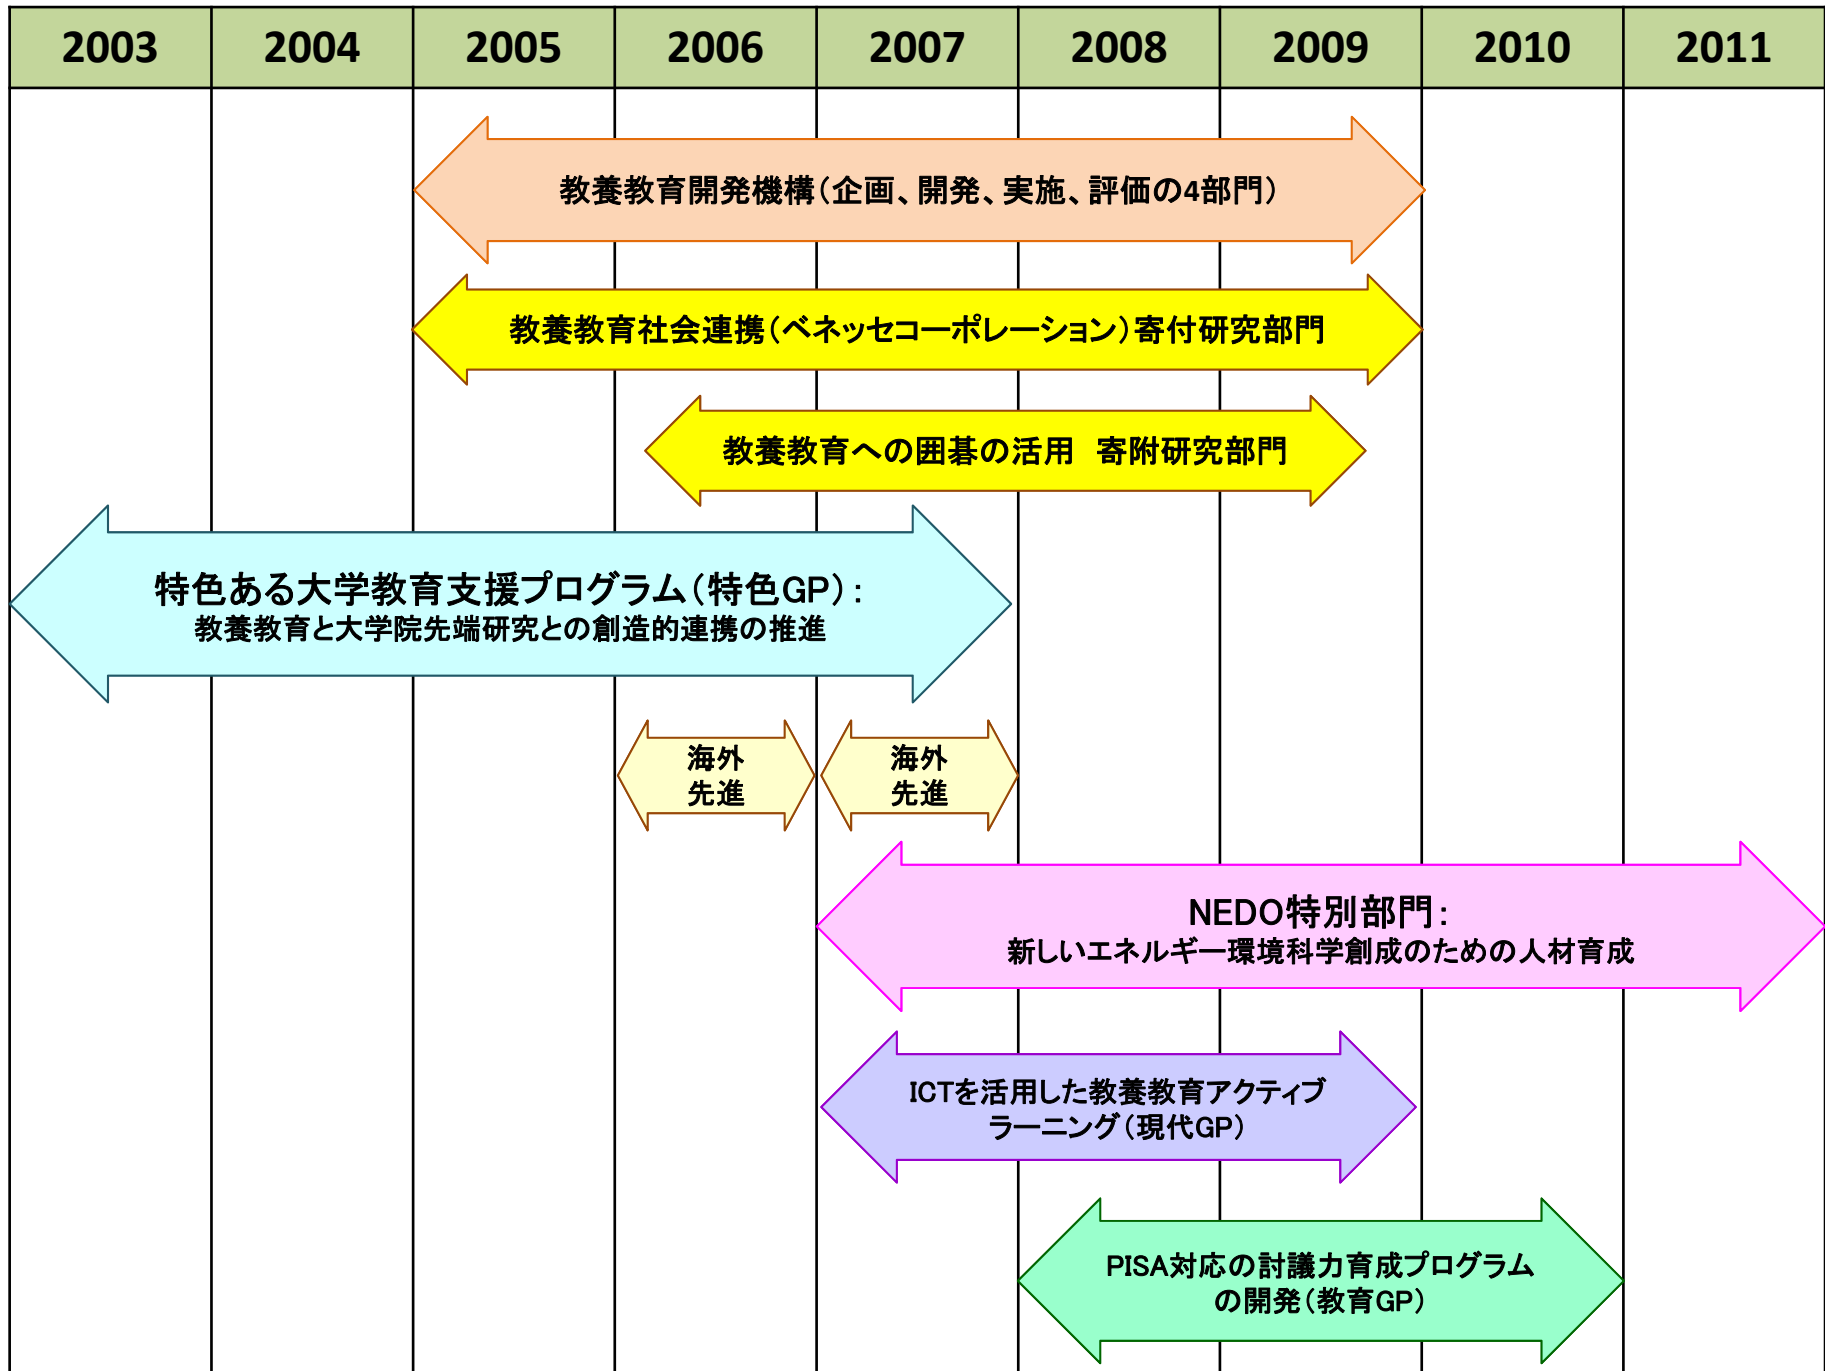 2003 2004 2005 2006 2007 2008 2009 2010 2011
教養教育開発機構（企画、開発、実施、評価の4部門）
教養教育社会連携（ベネッセコーポレーション）寄付研究部門
教養教育への囲碁の活用　寄附研究部門
特色ある大学教育支援プログラム（特色GP）：
教養教育と大学院先端研究との創造的連携の推進
海外
先進
海外
先進
NEDO特別部門：
新しいエネルギー環境科学創成のための人材育成
ICTを活用した教養教育アクティブ
ラーニング（現代GP）
PISA対応の討議力育成プログラム
の開発（教育GP）